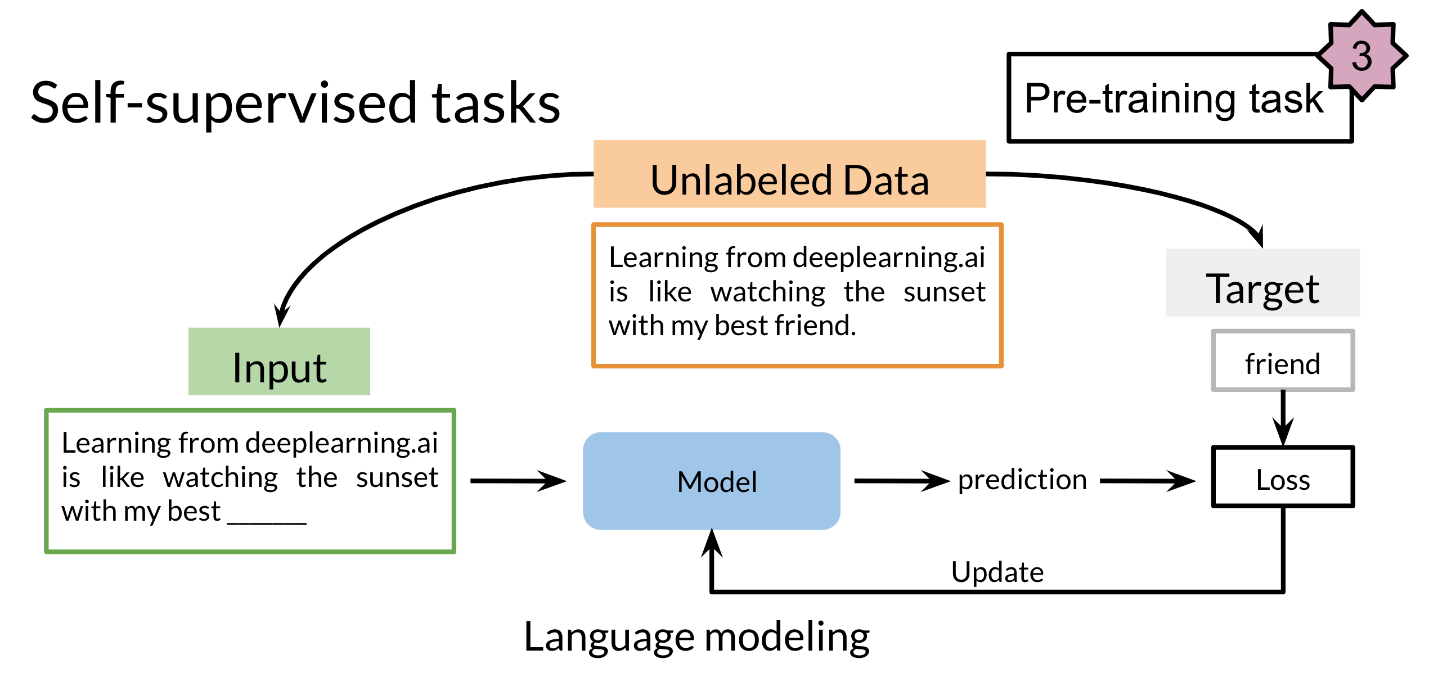 3
Pre-training task
Self-supervised tasks
Unlabeled Data
Learning from deeplearning.ai
is like watching the sunset
with my best friend.
Target
friend
Input
Learning from deeplearning.ai
is like watching the sunset
with my best _______
Model
prediction
Loss
Update
Language modeling